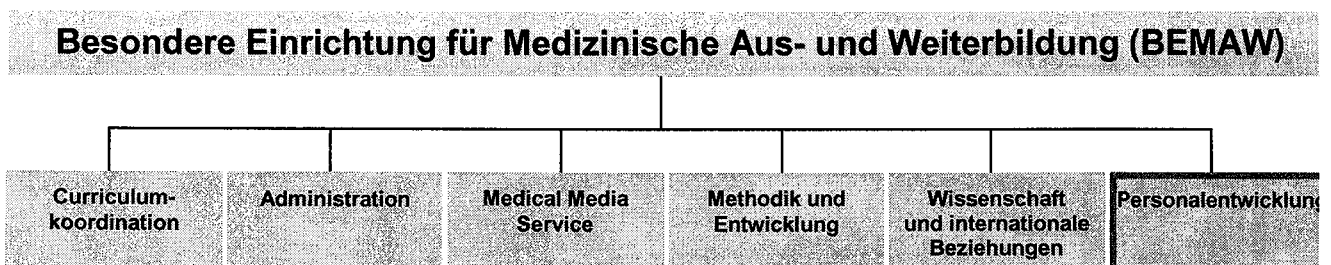 Besondere Einrichtung für Medizinische Aus- und Weiterbildung (BEMAW)
Curriculum-
koordination
Administration
Medical Media
Service
Methodik und
Entwicklung
Wissenschaft
und internationale
Beziehungen
Personalentwicklung